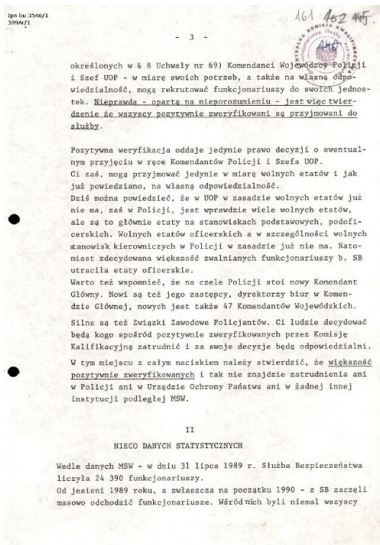 Ipn bu 3546/1
599/w/1
161 162 145.
- 3 -
określonych w & 8 Uchwały nr 69) Komendanci Wojewódzcy Policji
i Szef UOP - w miarę swoich potrzeb, a także na własną odpo-
wiedzialność, mogą rekrutować funkcjonariuszy do swoich jednos-
tek. Nieprawdą - opartą na nieporozumieniu - jest więc twier-
dzenie że wszyscy pozytywnie zweryfikowani są przyjmowani do
służby.
Pozytywna weryfikacja oddaje jedynie prawo decyzji o ewentual-
nym przyjęciu w ręce Komendantów Policji i Szefa UOP.
Ci zaś, mogą przyjmować jedynie w miarę wolnych etatów i jak
już powiedziano, na własną odpowiedzialność.
Dziś można powiedzieć, że w UOP w zasadzie wolnych etatów już
nie ma, zaś w Policji, jest wprawdzie wiele wolnych etatów,
ale są to głównie etaty na stanowiskach podstawowych, podofi-
cerskich. Wolnych etatów oficerskich a w szczególności wolnych
stanowisk kierowniczych w Policji w zasadzie już nie ma. Nato-
miast zdecydowana większość zwalnianych funkcjonariuszy b. SB
utraciła etaty oficerskie.
Warto też wspomnieć, że na czele Policji stoi nowy Komendant
Główny. Nowi są też jego zastępcy, dyrektorzy biur w Komen-
dzie Głównej, nowych jest także 47 Komendantów Wojewódzkich.
Silne są też Związki Zawodowe Policjantów. Ci ludzie decydować
będą kogo spośród pozytywnie zweryfikowanych przez Komisję
Kalifikacyjną zatrudnić i za swoje decyzje będą odpowiedzialni.
W tym miejscu z całym naciskiem należy stwierdzić, że większość
pozytywnie zweryfikowanych i tak nie znajdzie zatrudnienia ani
w Policji ani w Urzędzie Ochrony Państwa ani w żadnej innej
instytucji podległej MSW.
II
NIECO DANYCH STATYSTYCZNYCH
Wedle danych MSW - w dniu 31 lipca 1989 r. Służba Bezpieczeństwa
liczyła 24 390 funkcjonariuszy.
Od jesieni 1989 roku, a zwłaszcza na początku 1990 - z SB zaczęli
masowo odchodzić funkcjonariusze. Wśród nich byli niemal wszyscy